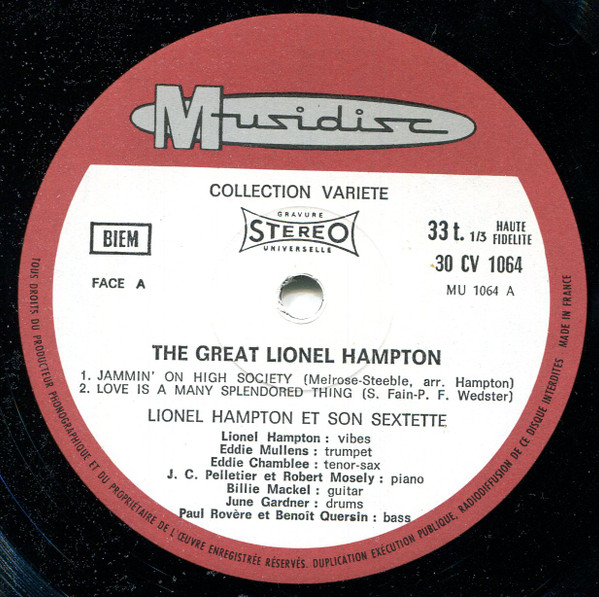 Musidisc
COLLECTION VARIETE
BIEM
GRAVURE
STEREO
UNIVERSELLE
33 t. 1/3 HAUTE FIDELITE
30 CV 1064
FACE A
MU 1064 A
THE GREAT LIONEL HAMPTON
1. JAMMIN' ON HIGH SOCIETY (Melrose-Steeble, arr. Hampton)
2. LOVE IS A MANY SPLENDORED THING (S. Fain-P. F. Wedster)
LIONEL HAMPTON ET SON SEXTETTE
Lionel Hampton : vibes
Eddie Mullens : trumpet
Eddie Chamblee : tenor-sax
J. C. Pelletier et Robert Mosely : piano
Billie Mackel : guitar
June Gardner : drums
Paul Rovère et Benoît Quersin : bass
TOUS DROITS DU PRODUCTEUR PHONOGRAPHIQUE ET DU PROPRIÉTAIRE DE L'ŒUVRE ENREGISTRÉE RÉSERVÉS. DUPLICATION EXÉCUTION PUBLIQUE, RADIODIFFUSION DE CE DISQUE INTERDITES MADE IN FRANCE